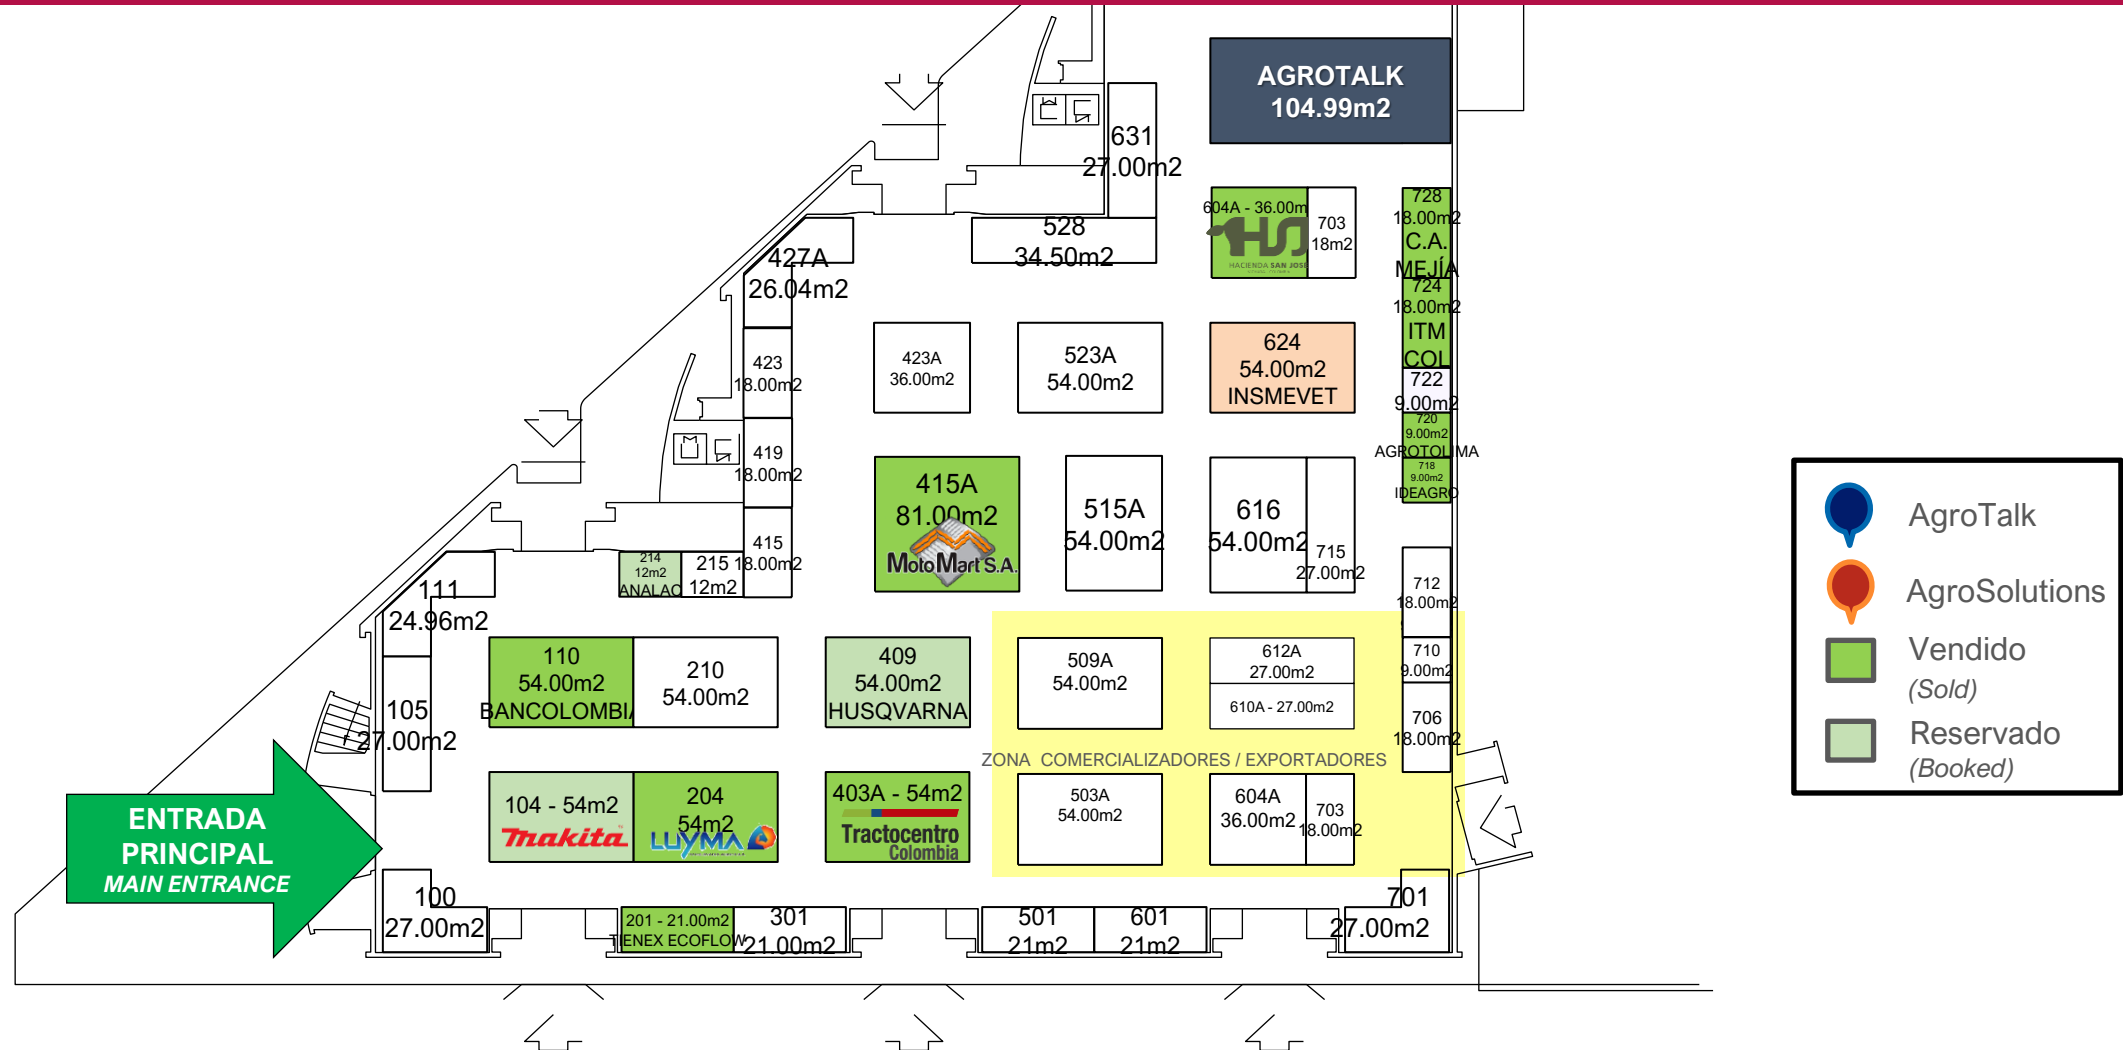 AGROTALK
104.99m2
631
27.00m2
604A - 36.00m
HSJ
HACIENDA SAN JOSÉ
703
18m2
728
18.00m2
C.A.
MEJÍA
528
34.50m2
427A
26.04m2
724
18.00m2
ITM
COL
423
18.00m2
423A
36.00m2
523A
54.00m2
624
54.00m2
INSMEVET
722
9.00m2
720
9.00m2
AGROTOLIMA
718
9.00m2
IDEAGRO
419
18.00m2
415A
81.00m2
MotoMart S.A.
515A
54.00m2
616
54.00m2
715
27.00m2
415
18.00m2
214
12m2
ANALAC
215
12m2
111
24.96m2
712
18.00m2
110
54.00m2
BANCOLOMBIA
210
54.00m2
409
54.00m2
HUSQVARNA
509A
54.00m2
612A
27.00m2
610A - 27.00m2
710
9.00m2
706
18.00m2
105
27.00m2
ZONA COMERCIALIZADORES / EXPORTADORES
104 - 54m2
makita
204
54m2
LUYMA
403A - 54m2
Tractocentro
Colombia
503A
54.00m2
604A
36.00m2
703
18.00m2
ENTRADA
PRINCIPAL
MAIN ENTRANCE
100
27.00m2
201 - 21.00m2
TIENEX ECOFLOW
301
21.00m2
501
21m2
601
21m2
701
27.00m2
AgroTalk
AgroSolutions
Vendido
(Sold)
Reservado
(Booked)